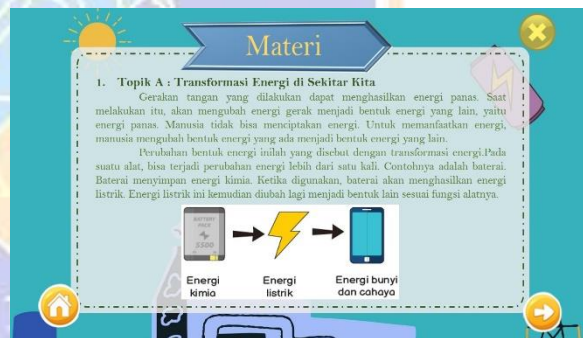 Materi
1. Topik A : Transformasi Energi di Sekitar Kita
Gerakan tangan yang dilakukan dapat menghasilkan energi panas. Saat
melakukan itu, akan mengubah energi gerak menjadi bentuk energi yang lain, yaitu
energi panas. Manusia tidak bisa menciptakan energi. Untuk memanfaatkan energi,
manusia mengubah bentuk energi yang ada menjadi bentuk energi yang lain.
Perubahan bentuk energi inilah yang disebut dengan transformasi energi.Pada
suatu alat, bisa terjadi perubahan energi lebih dari satu kali. Contohnya adalah baterai.
Baterai menyimpan energi kimia. Ketika digunakan, baterai akan menghasilkan energi
listrik. Energi listrik ini kemudian diubah lagi menjadi bentuk lain sesuai fungsi alatnya.
BATTERY
PACK
5500
Energi
kimia
Energi
listrik
Energi bunyi
dan cahaya